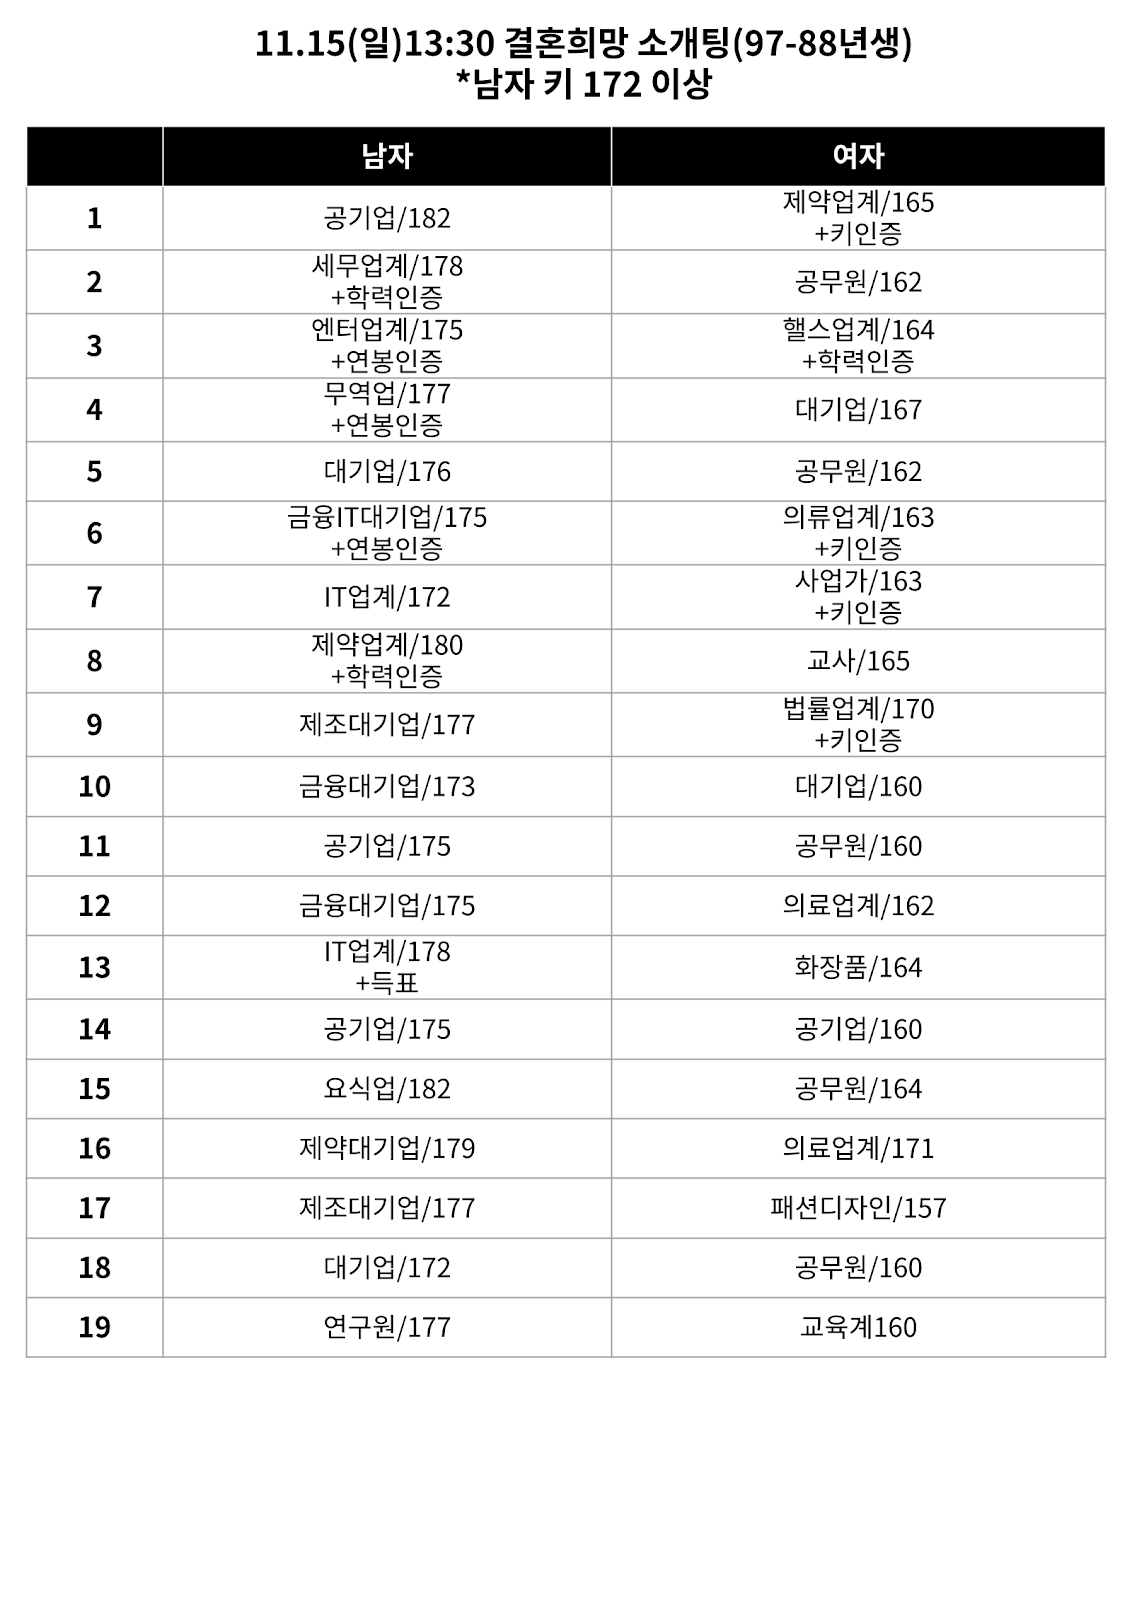 11.15(일)13:30 결혼희망 소개팅(97-88년생)
*남자 키 172 이상
남자 여자
1 공기업/182 제약업계/165
+키인증
2 세무업계/178
+학력인증 공무원/162
3 엔터업계/175
+연봉인증 핼스업계/164
+학력인증
4 무역업/177
+연봉인증 대기업/167
5 대기업/176 공무원/162
6 금융IT대기업/175
+연봉인증 의류업계/163
+키인증
7 IT업계/172 사업가/163
+키인증
8 제약업계/180
+학력인증 교사/165
9 제조대기업/177 법률업계/170
+키인증
10 금융대기업/173 대기업/160
11 공기업/175 공무원/160
12 금융대기업/175 의료업계/162
13 IT업계/178
+득표 화장품/164
14 공기업/175 공기업/160
15 요식업/182 공무원/164
16 제약대기업/179 의료업계/171
17 제조대기업/177 패션디자인/157
18 대기업/172 공무원/160
19 연구원/177 교육계160